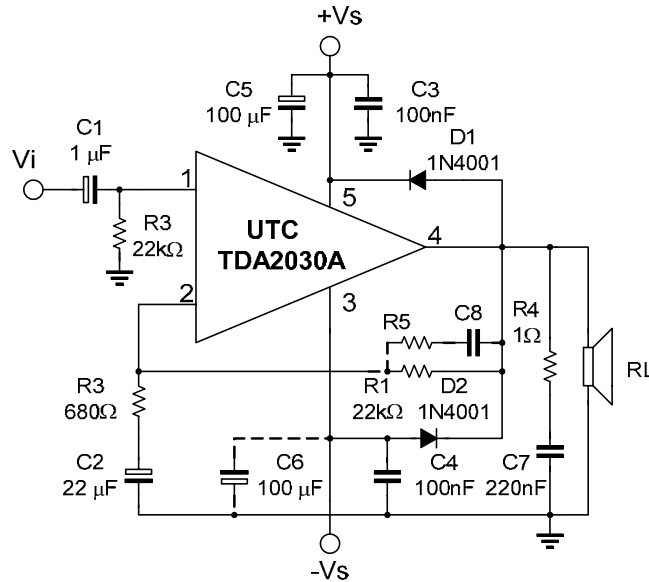 +Vs
C5
100 µF
C3
100nF
C1
1 µF
D1
1N4001
Vi
1
5
R3
22kΩ
UTC
TDA2030A
4
2
3
R5
C8
R4
1Ω
R3
680Ω
R1
22kΩ
D2
1N4001
RL
C2
22 µF
C6
100 µF
C4
100nF
C7
220nF
-Vs